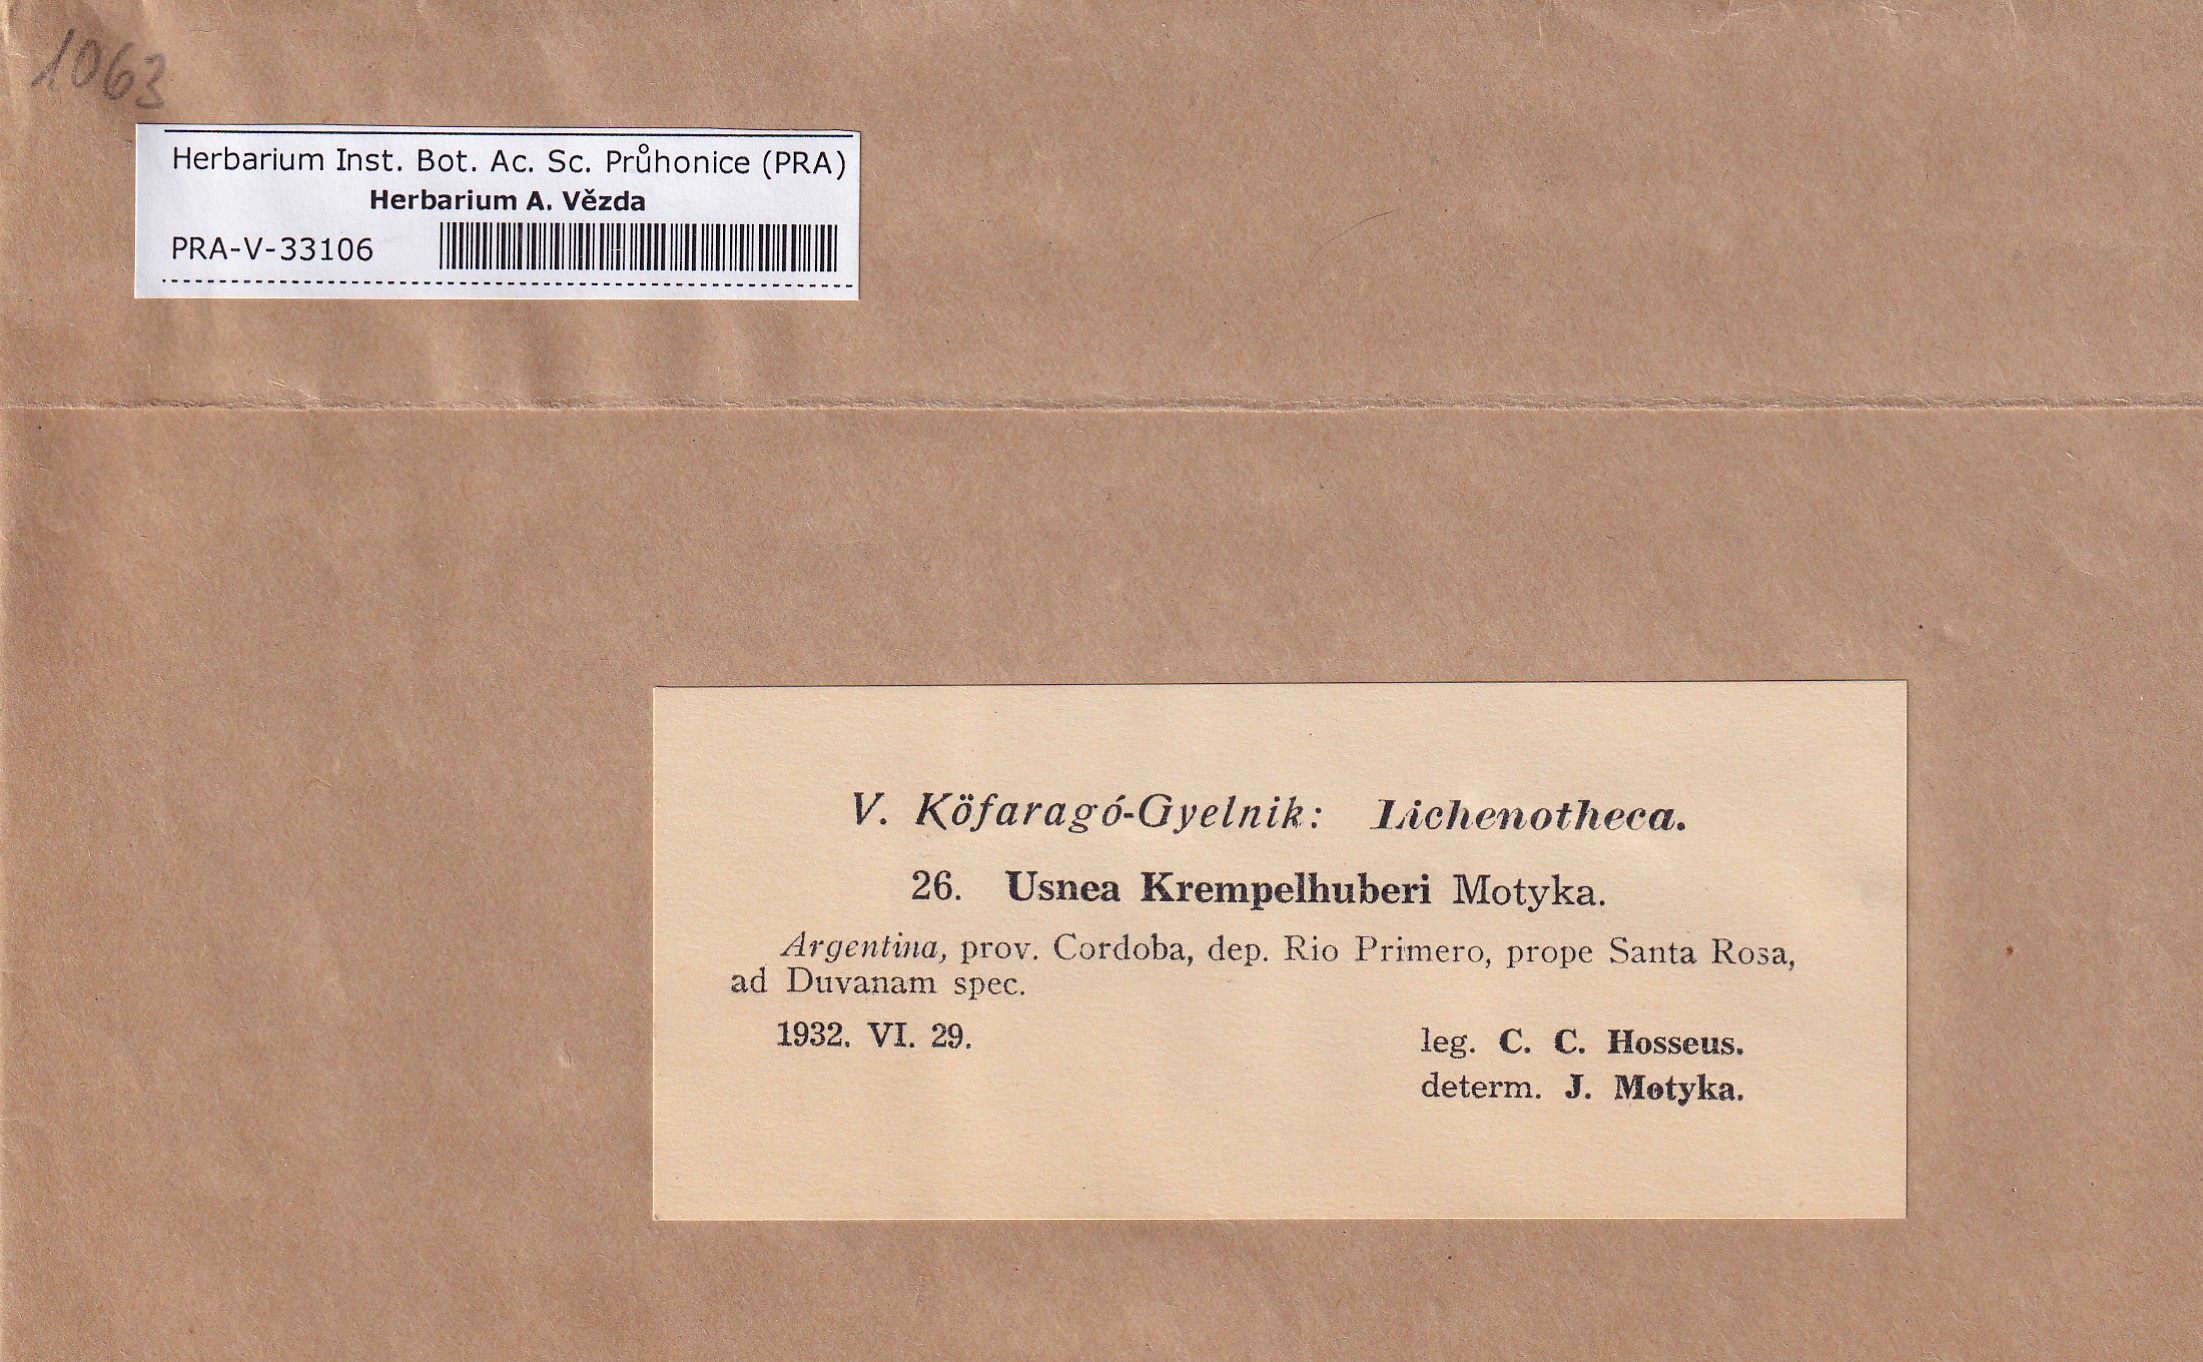 1063
Herbarium Inst. Bot. Ac. Sc. Průhonice (PRA)
Herbarium A. Vězda
PRA-V-33106
V. Köfaragó-Gyelnik: Lichenotheca.
26. Usnea Krempelhuberi Motyka.
Argentina, prov. Cordoba, dep. Rio Primero, prope Santa Rosa,
ad Duvanam spec.
1932. VI. 29.
leg. C. C. Hosseus.
determ. J. Motyka.